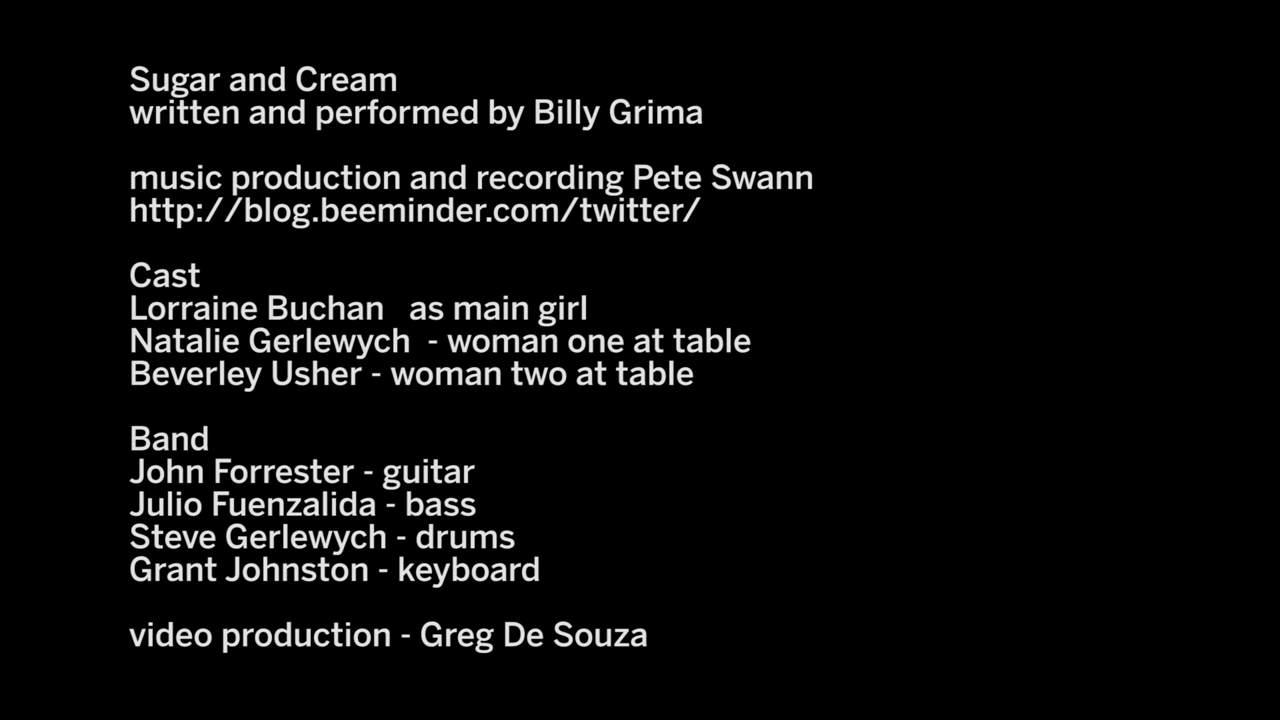 Sugar and Cream
written and performed by Billy Grima
music production and recording Pete Swann
http://blog.beeminder.com/twitter/
Cast
Lorraine Buchan   as main girl
Natalie Gerlewych  - woman one at table
Beverley Usher - woman two at table
Band
John Forrester - guitar
Julio Fuenzalida - bass
Steve Gerlewych - drums
Grant Johnston - keyboard
video production - Greg De Souza